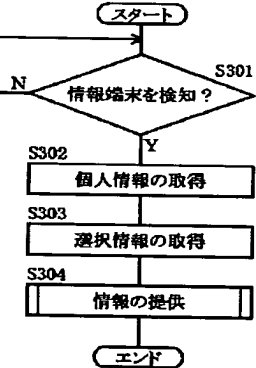 スタート
S301
N
情報端末を検知？
Y
S302
個人情報の取得
S303
選択情報の取得
S304
情報の提供
エンド